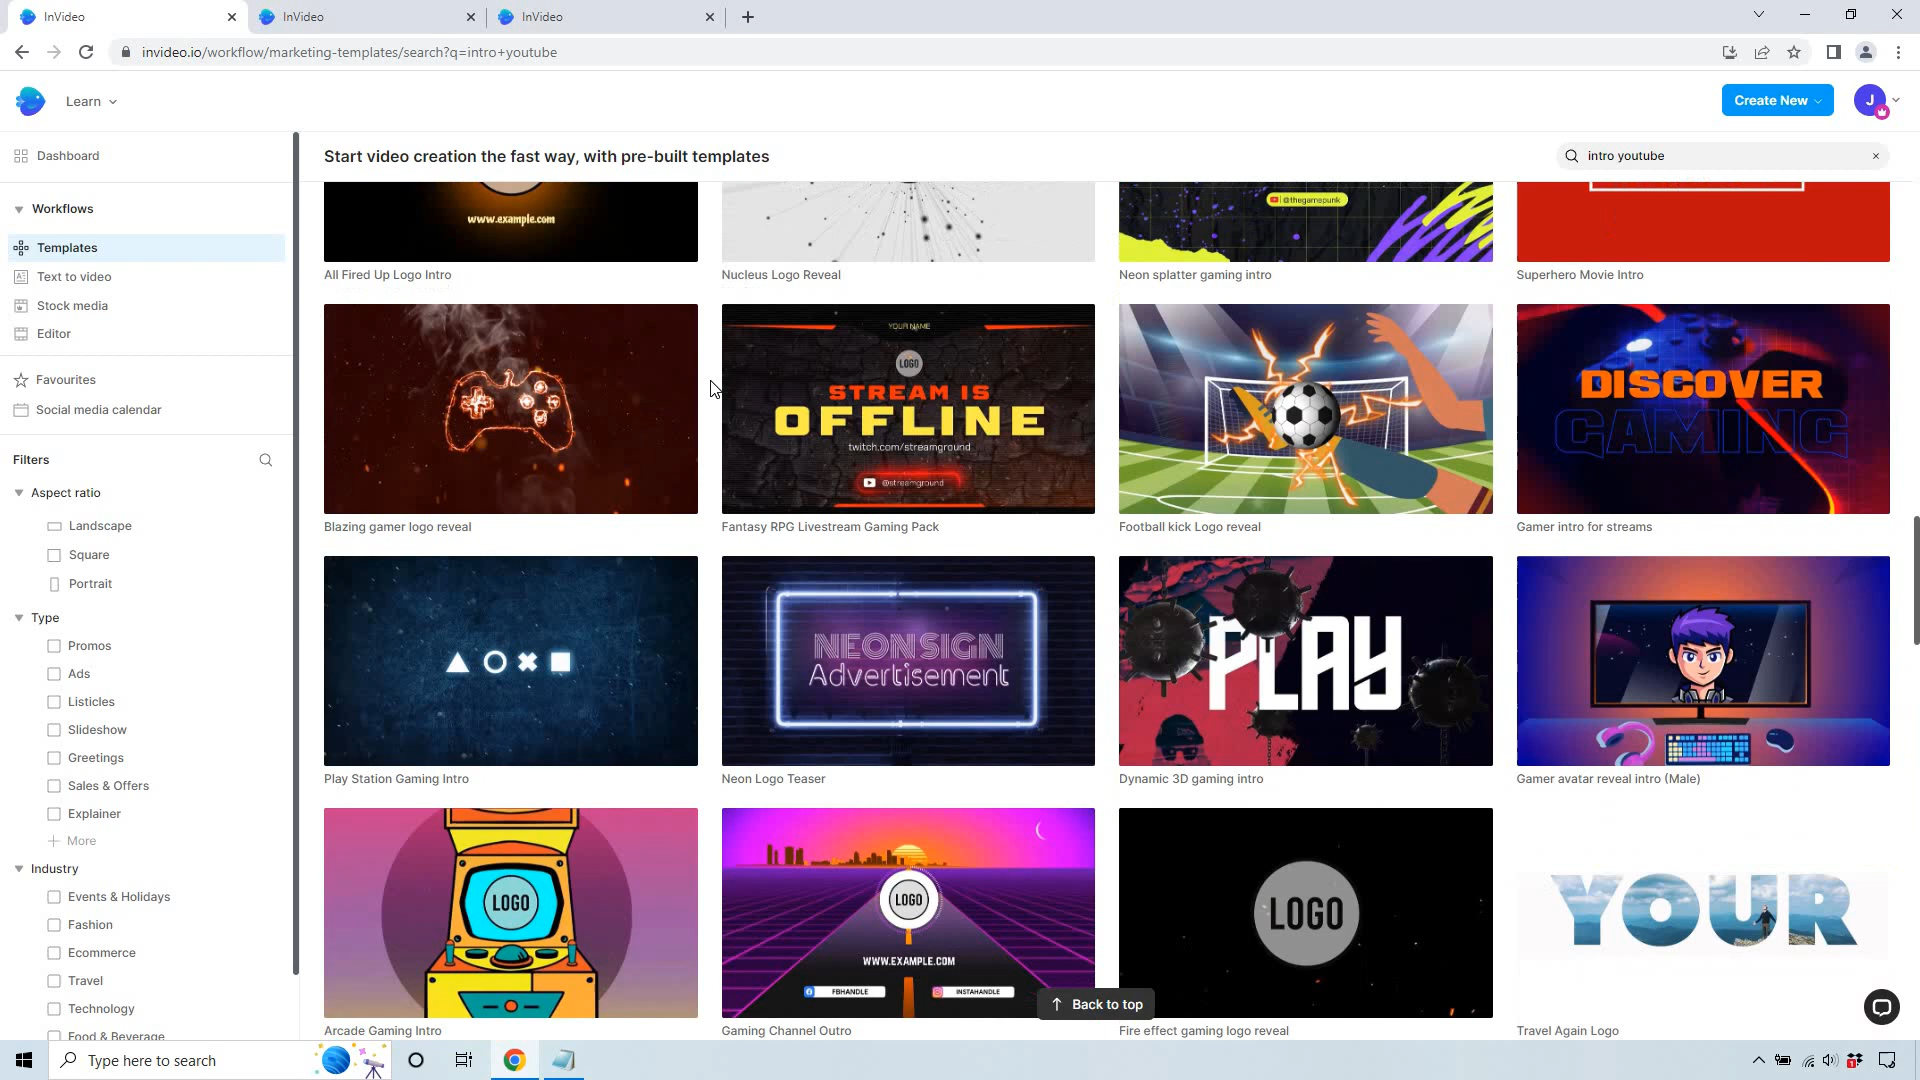 InVideo
InVideo
InVideo
invideo.io/workflow/marketing-templates/search?q=intro+youtube
Learn
Create New
J
Dashboard
Start video creation the fast way, with pre-built templates
intro youtube
Workflows
Templates
Text to video
Stock media
Editor
Favourites
Social media calendar
Filters
Aspect ratio
Landscape
Square
Portrait
Type
Promos
Ads
Listicles
Slideshow
Greetings
Sales & Offers
Explainer
More
Industry
Events & Holidays
Fashion
Ecommerce
Travel
Technology
Food & Beverage
www.example.com
@thegamepunk
All Fired Up Logo Intro
Nucleus Logo Reveal
Neon splatter gaming intro
Superhero Movie Intro
YOUR NAME
LOGO
STREAM IS
OFFLINE
twitch.com/streamground
@streamground
DISCOVER
GAMING
Blazing gamer logo reveal
Fantasy RPG Livestream Gaming Pack
Football kick Logo reveal
Gamer intro for streams
NEON SIGN
Advertisement
PLAY
Play Station Gaming Intro
Neon Logo Teaser
Dynamic 3D gaming intro
Gamer avatar reveal intro (Male)
LOGO
LOGO
WWW.EXAMPLE.COM
FBHANDLE
INSTAHANDLE
LOGO
YOUR
Back to top
Arcade Gaming Intro
Gaming Channel Outro
Fire effect gaming logo reveal
Travel Again Logo
Type here to search
1